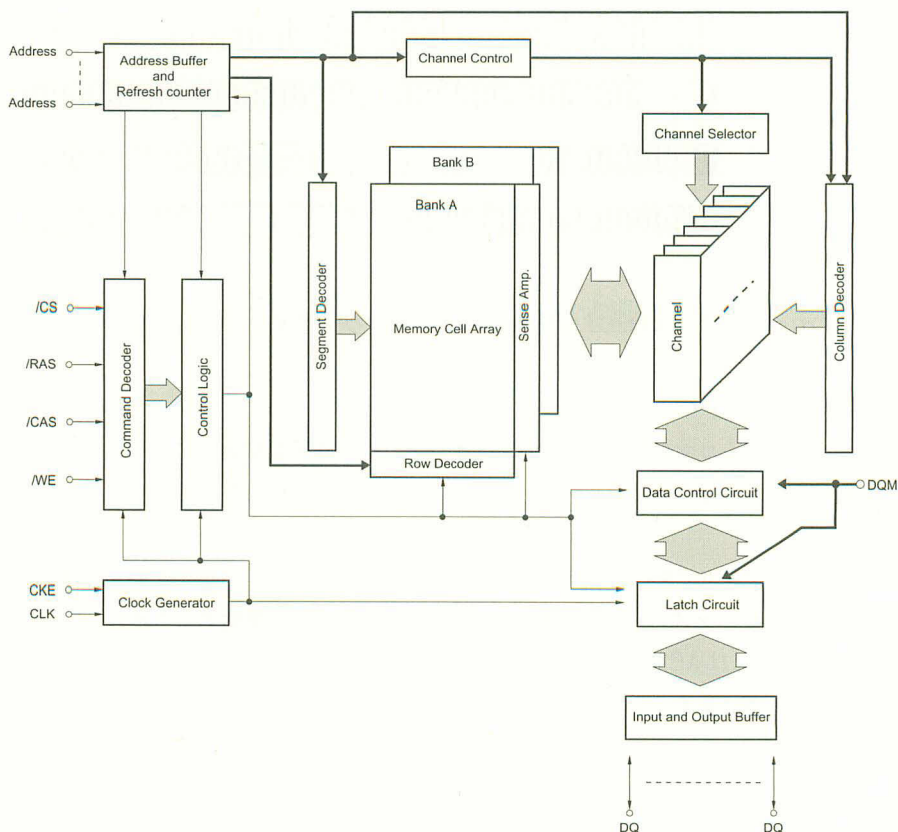 Address
Address
Address Buffer
and
Refresh counter
Channel Control
Channel Selector
Bank B
Bank A
Memory Cell Array
Sense Amp.
Segment Decoder
Row Decoder
Channel
Column Decoder
/CS
/RAS
/CAS
/WE
Command Decoder
Control Logic
Data Control Circuit
DQM
CKE
CLK
Clock Generator
Latch Circuit
Input and Output Buffer
DQ
DQ